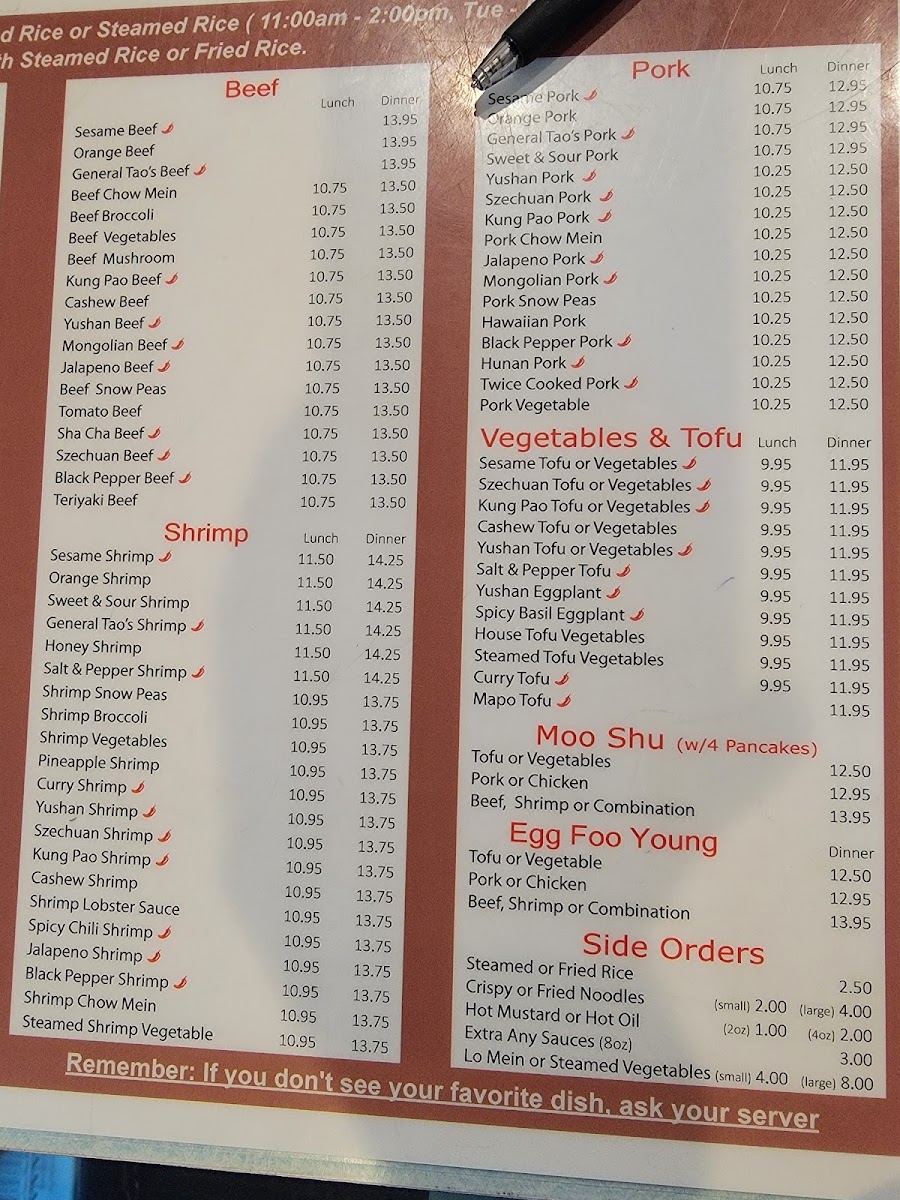 d Rice or Steamed Rice ( 11:00am - 2:00pm, Tue -
th Steamed Rice or Fried Rice.
Beef Lunch Dinner
Sesame Beef 13.95
Orange Beef 13.95
General Tao's Beef 13.95
Beef Chow Mein 10.75 13.50
Beef Broccoli 10.75 13.50
Beef Vegetables 10.75 13.50
Beef Mushroom 10.75 13.50
Kung Pao Beef 10.75 13.50
Cashew Beef 10.75 13.50
Yushan Beef 10.75 13.50
Mongolian Beef 10.75 13.50
Jalapeno Beef 10.75 13.50
Beef Snow Peas 10.75 13.50
Tomato Beef 10.75 13.50
Sha Cha Beef 10.75 13.50
Szechuan Beef 10.75 13.50
Black Pepper Beef 10.75 13.50
Teriyaki Beef 10.75 13.50
Shrimp Lunch Dinner
Sesame Shrimp 11.50 14.25
Orange Shrimp 11.50 14.25
Sweet & Sour Shrimp 11.50 14.25
General Tao's Shrimp 11.50 14.25
Honey Shrimp 11.50 14.25
Salt & Pepper Shrimp 11.50 14.25
Shrimp Snow Peas 10.95 13.75
Shrimp Broccoli 10.95 13.75
Shrimp Vegetables 10.95 13.75
Pineapple Shrimp 10.95 13.75
Curry Shrimp 10.95 13.75
Yushan Shrimp 10.95 13.75
Szechuan Shrimp 10.95 13.75
Kung Pao Shrimp 10.95 13.75
Cashew Shrimp 10.95 13.75
Shrimp Lobster Sauce 10.95 13.75
Spicy Chili Shrimp 10.95 13.75
Jalapeno Shrimp 10.95 13.75
Black Pepper Shrimp 10.95 13.75
Shrimp Chow Mein 10.95 13.75
Steamed Shrimp Vegetable 10.95 13.75
Pork Lunch Dinner
Sesame Pork 10.75 12.95
Orange Pork 10.75 12.95
General Tao's Pork 10.75 12.95
Sweet & Sour Pork 10.75 12.95
Yushan Pork 10.25 12.50
Szechuan Pork 10.25 12.50
Kung Pao Pork 10.25 12.50
Pork Chow Mein 10.25 12.50
Jalapeno Pork 10.25 12.50
Mongolian Pork 10.25 12.50
Pork Snow Peas 10.25 12.50
Hawaiian Pork 10.25 12.50
Black Pepper Pork 10.25 12.50
Hunan Pork 10.25 12.50
Twice Cooked Pork 10.25 12.50
Pork Vegetable 10.25 12.50
Vegetables & Tofu Lunch Dinner
Sesame Tofu or Vegetables 9.95 11.95
Szechuan Tofu or Vegetables 9.95 11.95
Kung Pao Tofu or Vegetables 9.95 11.95
Cashew Tofu or Vegetables 9.95 11.95
Yushan Tofu or Vegetables 9.95 11.95
Salt & Pepper Tofu 9.95 11.95
Yushan Eggplant 9.95 11.95
Spicy Basil Eggplant 9.95 11.95
House Tofu Vegetables 9.95 11.95
Steamed Tofu Vegetables 9.95 11.95
Curry Tofu 9.95 11.95
Mapo Tofu 11.95
Moo Shu (w/4 Pancakes)
Tofu or Vegetables 12.50
Pork or Chicken 12.95
Beef, Shrimp or Combination 13.95
Egg Foo Young Dinner
Tofu or Vegetable 12.50
Pork or Chicken 12.95
Beef, Shrimp or Combination 13.95
Side Orders
Steamed or Fried Rice 2.50
Crispy or Fried Noodles (small) 2.00 (large) 4.00
Hot Mustard or Hot Oil (2oz) 1.00 (4oz) 2.00
Extra Any Sauces (8oz) 3.00
Lo Mein or Steamed Vegetables (small) 4.00 (large) 8.00
Remember: If you don't see your favorite dish, ask your server